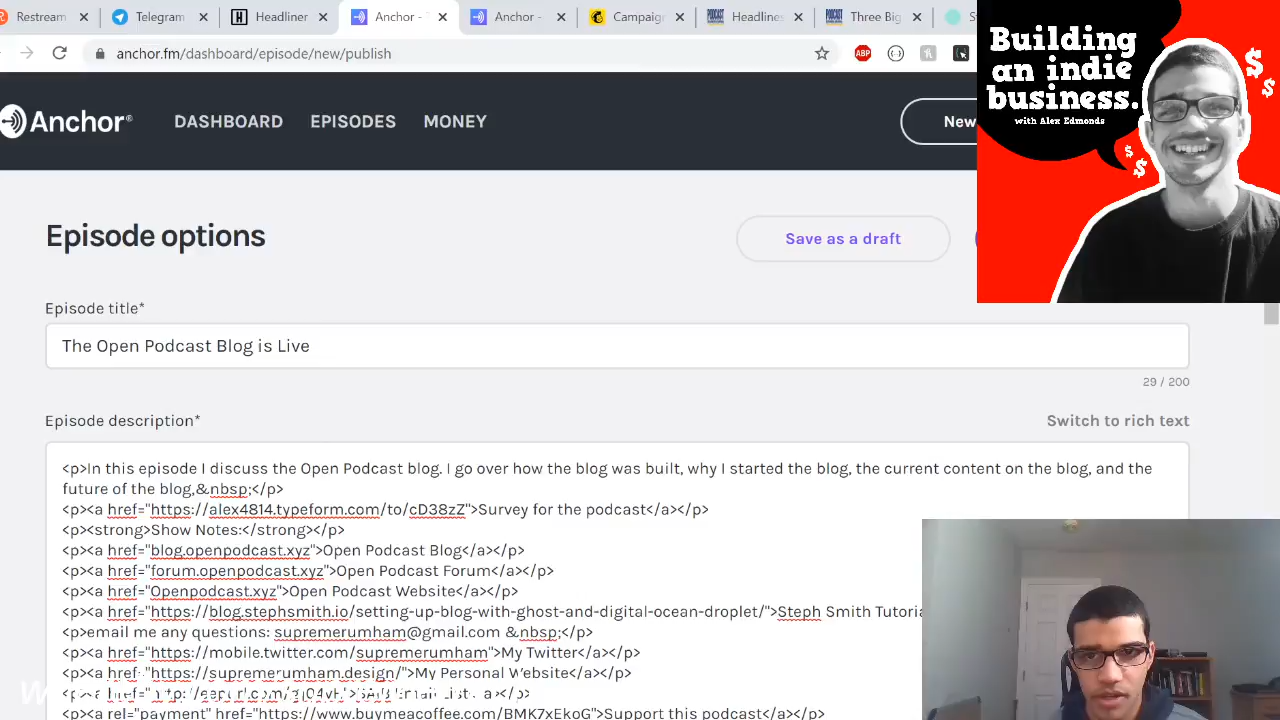 Restream
Telegram
Headliner
Anchor - T
Anchor -
Campaig
Headlines
Three Big
anchor.fm/dashboard/episode/new/publish
ABP
Building
an indie
business.
with Alex Edmonds
Anchor
DASHBOARD
EPISODES
MONEY
New
Episode options
Save as a draft
Episode title*
The Open Podcast Blog is Live
29 / 200
Episode description*
Switch to rich text
<p>In this episode I discuss the Open Podcast blog. I go over how the blog was built, why I started the blog, the current content on the blog, and the
future of the blog,&nbsp;</p>
<p><a href="https://alex4814.typeform.com/to/cD38zZ">Survey for the podcast</a></p>
<p><strong>Show Notes:</strong></p>
<p><a href="blog.openpodcast.xyz">Open Podcast Blog</a></p>
<p><a href="forum.openpodcast.xyz">Open Podcast Forum</a></p>
<p><a href="Openpodcast.xyz">Open Podcast Website</a></p>
<p><a href="https://blog.stephsmith.io/setting-up-blog-with-ghost-and-digital-ocean-droplet/">Steph Smith Tutoria
<p>email me any questions: supremerumham@gmail.com &nbsp;</p>
<p><a href="https://mobile.twitter.com/supremerumham">My Twitter</a></p>
<p><a href="https://supremerumham.design/">My Personal Website</a></p>
<p><a rel="payment" href="https://www.buymeacoffee.com/BMK7xEkoG">Support this podcast</a></p>